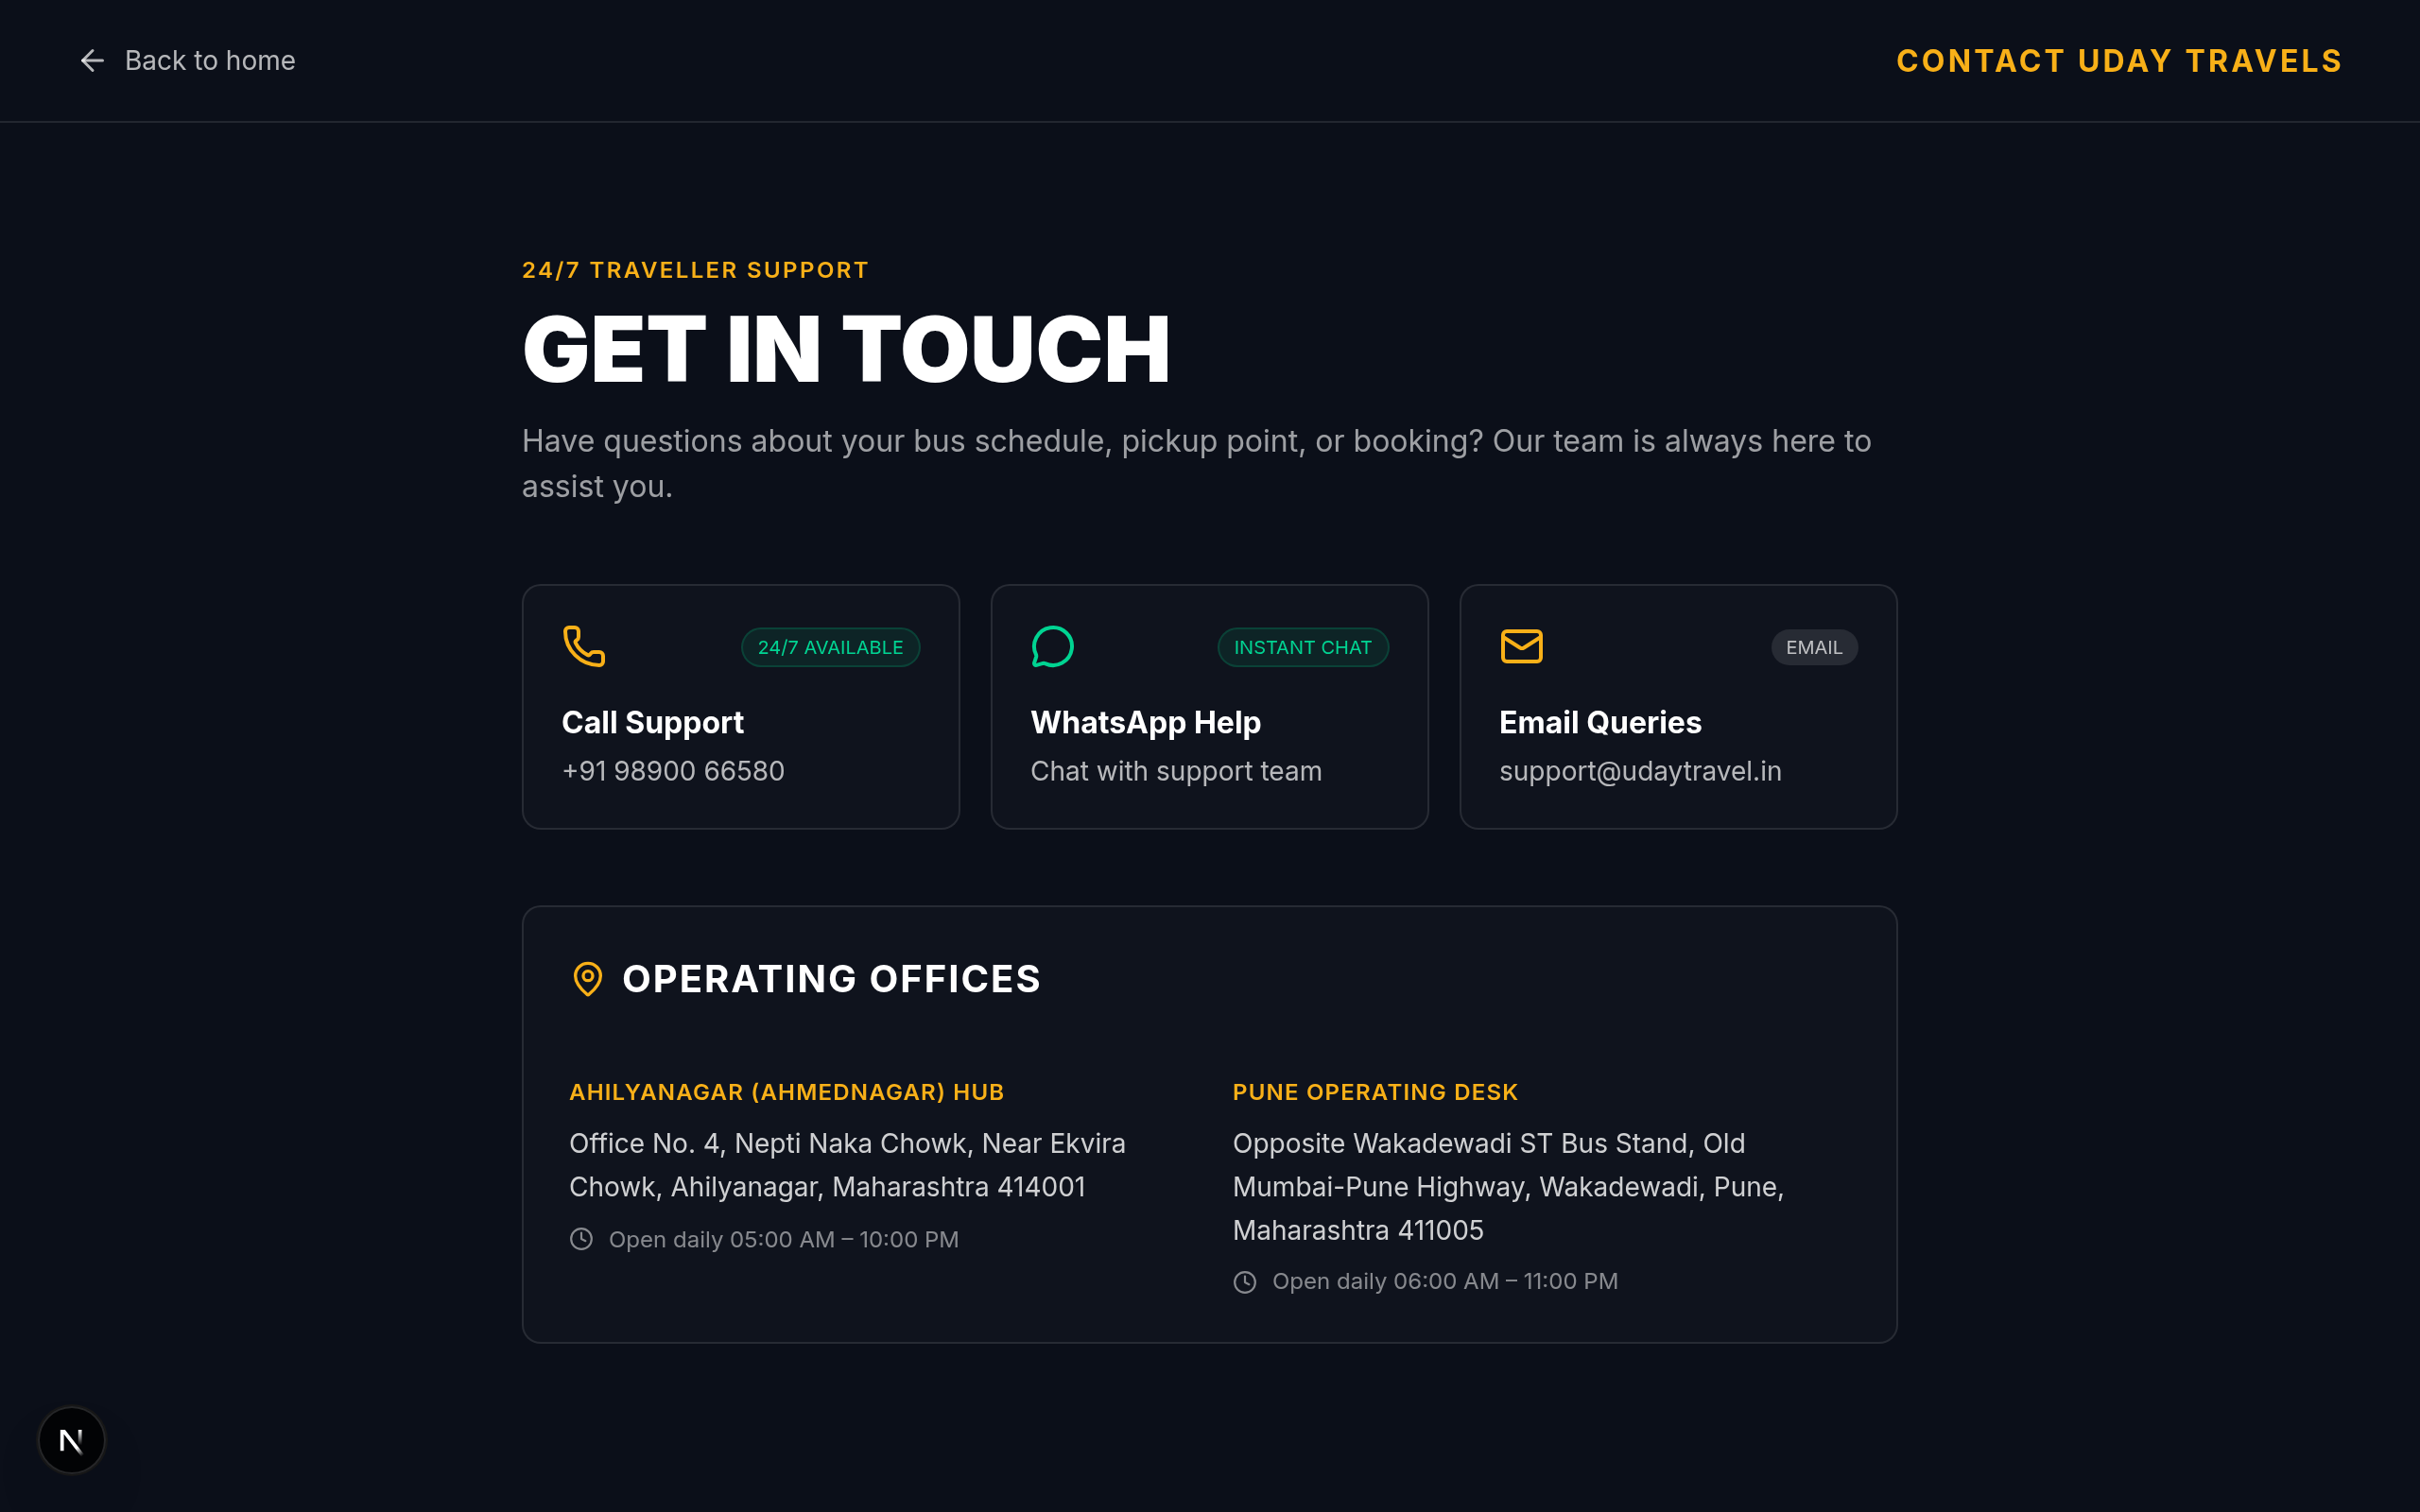 Back to home
CONTACT UDAY TRAVELS
24/7 TRAVELLER SUPPORT
GET IN TOUCH
Have questions about your bus schedule, pickup point, or booking? Our team is always here to
assist you.
24/7 AVAILABLE
Call Support
+91 98900 66580
INSTANT CHAT
WhatsApp Help
Chat with support team
EMAIL
Email Queries
support@udaytravel.in
OPERATING OFFICES
AHILYANAGAR (AHMEDNAGAR) HUB
Office No. 4, Nepti Naka Chowk, Near Ekvira
Chowk, Ahilyanagar, Maharashtra 414001
Open daily 05:00 AM – 10:00 PM
PUNE OPERATING DESK
Opposite Wakadewadi ST Bus Stand, Old
Mumbai-Pune Highway, Wakadewadi, Pune,
Maharashtra 411005
Open daily 06:00 AM – 11:00 PM
N